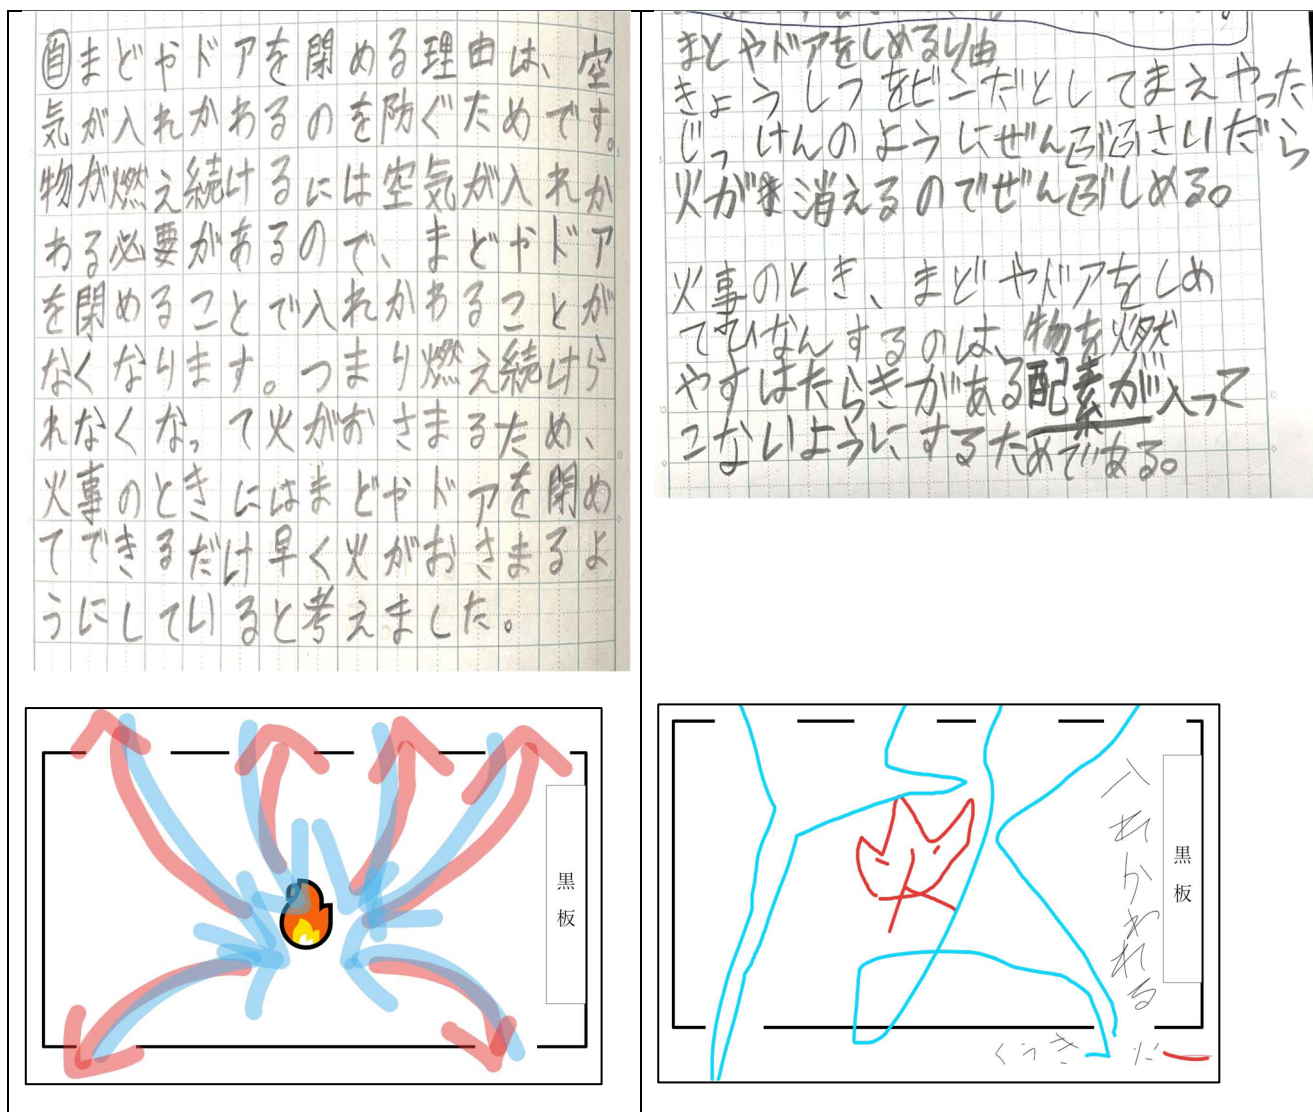 自まどやドアを閉める理由は、空
気が入れかわるのを防ぐためです。
物が燃え続けるには空気が入れか
わる必要があるので、まどやドア
を閉めることで入れかわることが
なくなります。つまり燃え続けら
れなくなって火がおさまるため、
火事のときにはまどやドアを閉め
てできるだけ早く火がおさまるよ
うにしていると考えました。
黒板
まどやドアをしめるり由
きょうしつをビンだとしてまえやった
じっけんのようにぜんぶふさいだら
火が消えるのでぜんぶしめる。
火事のとき、まどやドアをしめ
てひなんするのは、物を燃
やすはたらきがある配素が入って
こないようにするためである。
入れかわれる
黒板
くうき
火